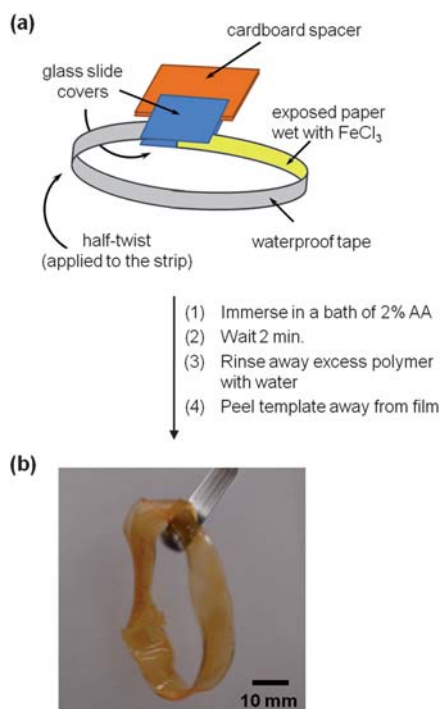 (a)
cardboard spacer
glass slide
covers
exposed paper
wet with FeCl₃
half-twist
(applied to the strip)
waterproof tape
(1) Immerse in a bath of 2% AA
(2) Wait 2 min.
(3) Rinse away excess polymer
with water
(4) Peel template away from film
(b)
10 mm